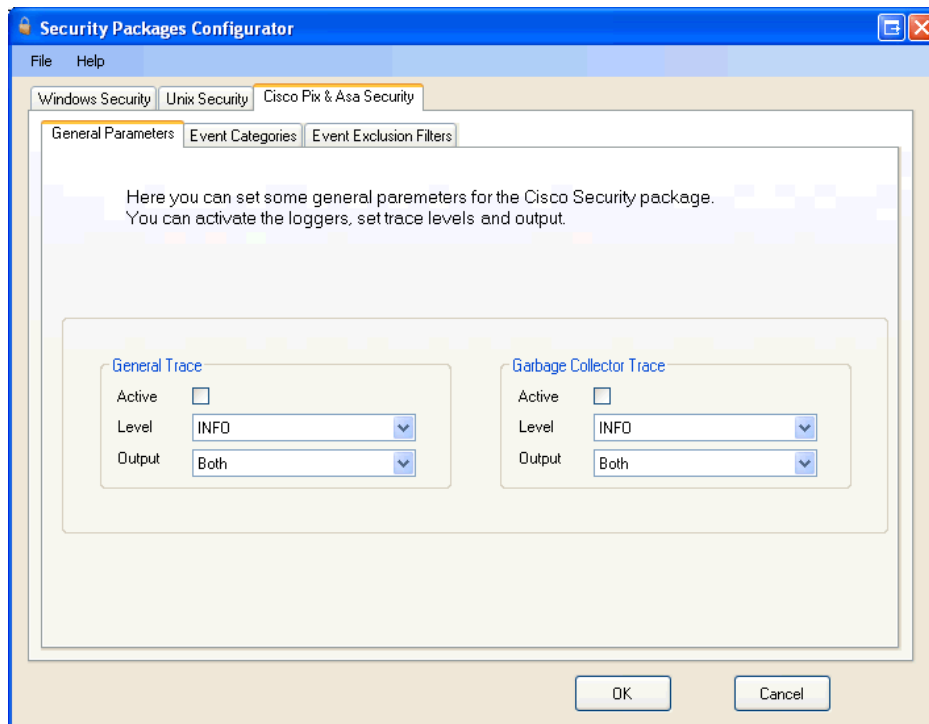 Security Packages Configurator
File Help
Windows Security Unix Security Cisco Pix & Asa Security
General Parameters Event Categories Event Exclusion Filters
Here you can set some general paremeters for the Cisco Security package.
You can activate the loggers, set trace levels and output.
General Trace
Active
Level INFO
Output Both
Garbage Collector Trace
Active
Level INFO
Output Both
OK Cancel